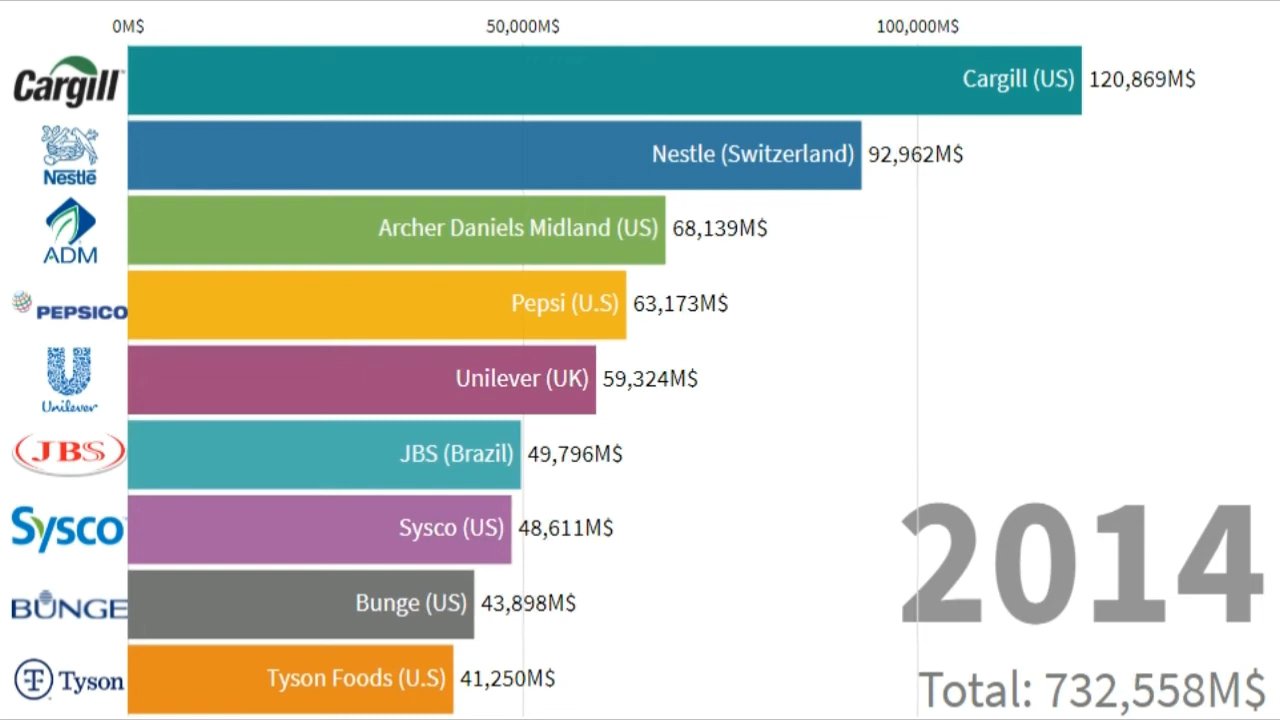 0M$ 50,000M$ 100,000M$
Cargill Cargill (US) 120,869M$
Nestlé Nestle (Switzerland) 92,962M$
ADM Archer Daniels Midland (US) 68,139M$
PEPSICO Pepsi (U.S) 63,173M$
Unilever Unilever (UK) 59,324M$
JBS JBS (Brazil) 49,796M$
Sysco Sysco (US) 48,611M$
BUNGE Bunge (US) 43,898M$
T Tyson Tyson Foods (U.S) 41,250M$
2014
Total: 732,558M$